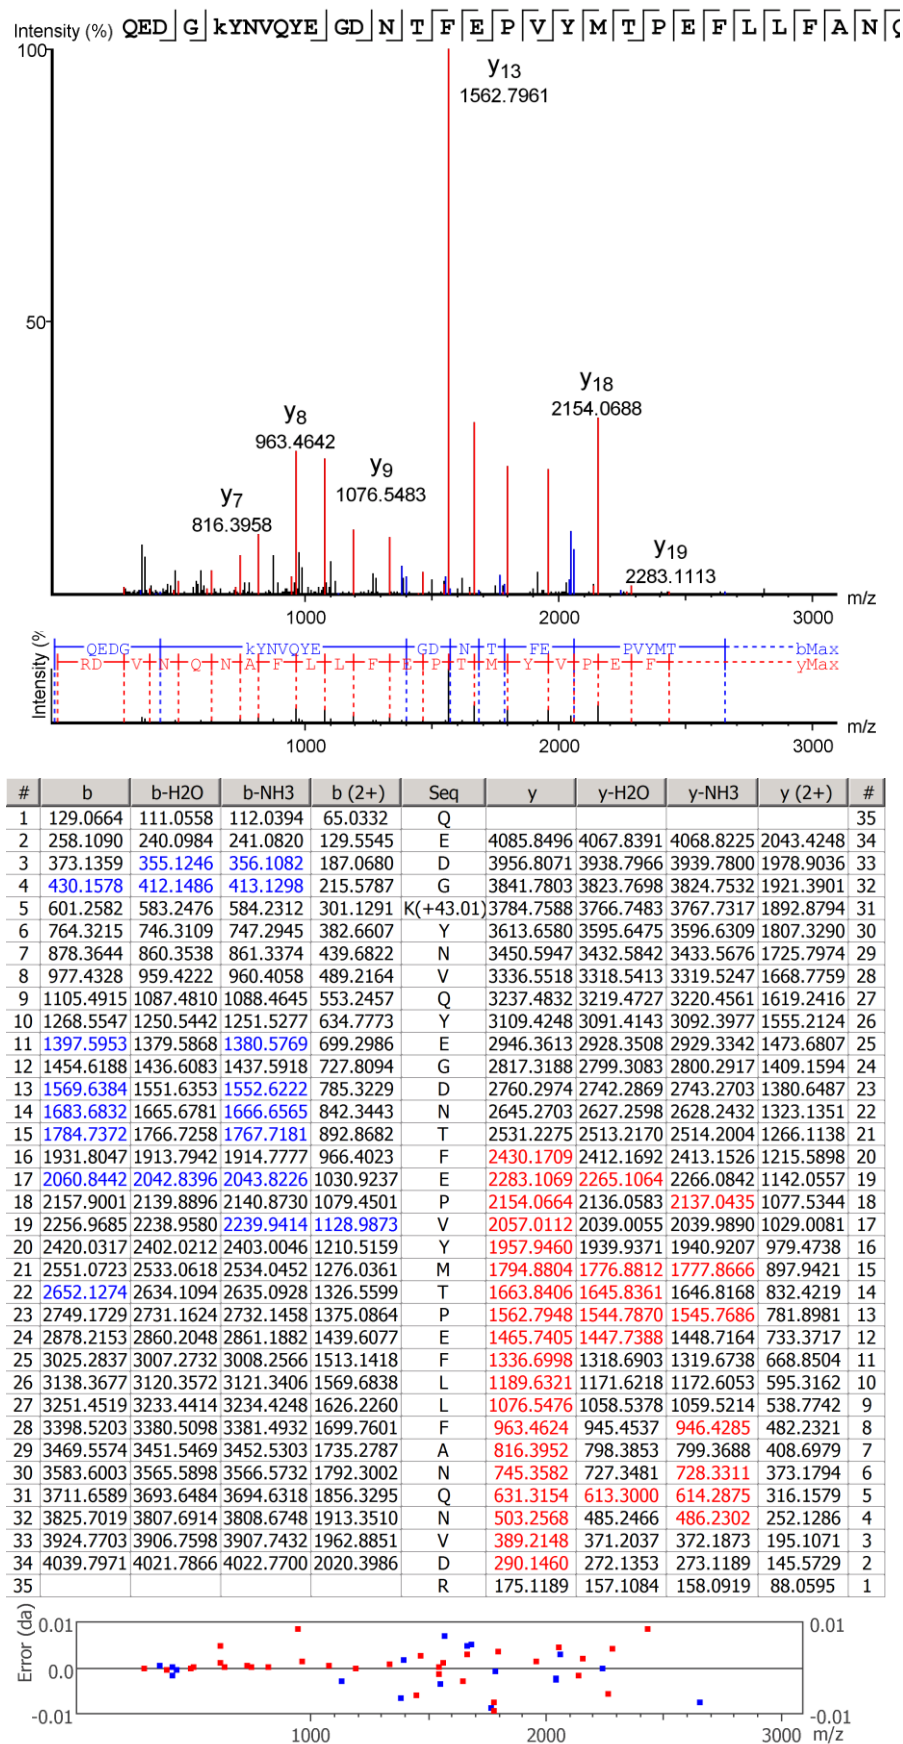 Intensity (%) QED G kYNVQYE GD N T F E P V Y M T P E F L L F A N Q
100
y13
1562.7961
50
y18
2154.0688
y8
963.4642
y9
1076.5483
y7
816.3958
y19
2283.1113
1000 2000 3000 m/z
Intensity (%
QEDG kYNVQYE GD N T FE PVYMT bMax
RD V N Q N A F L L F E P T M Y V P E F yMax
1000 2000 3000 m/z
# b b-H2O b-NH3 b (2+) Seq y y-H2O y-NH3 y (2+) #
1 129.0664 111.0558 112.0394 65.0332 Q 35
2 258.1090 240.0984 241.0820 129.5545 E 4085.8496 4067.8391 4068.8225 2043.4248 34
3 373.1359 355.1246 356.1082 187.0680 D 3956.8071 3938.7966 3939.7800 1978.9036 33
4 430.1578 412.1486 413.1298 215.5787 G 3841.7803 3823.7698 3824.7532 1921.3901 32
5 601.2582 583.2476 584.2312 301.1291 K(+43.01) 3784.7588 3766.7483 3767.7317 1892.8794 31
6 764.3215 746.3109 747.2945 382.6607 Y 3613.6580 3595.6475 3596.6309 1807.3290 30
7 878.3644 860.3538 861.3374 439.6822 N 3450.5947 3432.5842 3433.5676 1725.7974 29
8 977.4328 959.4222 960.4058 489.2164 V 3336.5518 3318.5413 3319.5247 1668.7759 28
9 1105.4915 1087.4810 1088.4645 553.2457 Q 3237.4832 3219.4727 3220.4561 1619.2416 27
10 1268.5547 1250.5442 1251.5277 634.7773 Y 3109.4248 3091.4143 3092.3977 1555.2124 26
11 1397.5953 1379.5868 1380.5769 699.2986 E 2946.3613 2928.3508 2929.3342 1473.6807 25
12 1454.6188 1436.6083 1437.5918 727.8094 G 2817.3188 2799.3083 2800.2917 1409.1594 24
13 1569.6384 1551.6353 1552.6222 785.3229 D 2760.2974 2742.2869 2743.2703 1380.6487 23
14 1683.6832 1665.6781 1666.6565 842.3443 N 2645.2703 2627.2598 2628.2432 1323.1351 22
15 1784.7372 1766.7258 1767.7181 892.8682 T 2531.2275 2513.2170 2514.2004 1266.1138 21
16 1931.8047 1913.7942 1914.7777 966.4023 F 2430.1709 2412.1692 2413.1526 1215.5898 20
17 2060.8442 2042.8396 2043.8226 1030.9237 E 2283.1069 2265.1064 2266.0842 1142.0557 19
18 2157.9001 2139.8896 2140.8730 1079.4501 P 2154.0664 2136.0583 2137.0435 1077.5344 18
19 2256.9685 2238.9580 2239.9414 1128.9873 V 2057.0112 2039.0055 2039.9890 1029.0081 17
20 2420.0317 2402.0212 2403.0046 1210.5159 Y 1957.9460 1939.9371 1940.9207 979.4738 16
21 2551.0723 2533.0618 2534.0452 1276.0361 M 1794.8804 1776.8812 1777.8666 897.9421 15
22 2652.1274 2634.1094 2635.0928 1326.5599 T 1663.8406 1645.8361 1646.8168 832.4219 14
23 2749.1729 2731.1624 2732.1458 1375.0864 P 1562.7948 1544.7870 1545.7686 781.8981 13
24 2878.2153 2860.2048 2861.1882 1439.6077 E 1465.7405 1447.7388 1448.7164 733.3717 12
25 3025.2837 3007.2732 3008.2566 1513.1418 F 1336.6998 1318.6903 1319.6738 668.8504 11
26 3138.3677 3120.3572 3121.3406 1569.6838 L 1189.6321 1171.6218 1172.6053 595.3162 10
27 3251.4519 3233.4414 3234.4248 1626.2260 L 1076.5476 1058.5378 1059.5214 538.7742 9
28 3398.5203 3380.5098 3381.4932 1699.7601 F 963.4624 945.4537 946.4285 482.2321 8
29 3469.5574 3451.5469 3452.5303 1735.2787 A 816.3952 798.3853 799.3688 408.6979 7
30 3583.6003 3565.5898 3566.5732 1792.3002 N 745.3582 727.3481 728.3311 373.1794 6
31 3711.6589 3693.6484 3694.6318 1856.3295 Q 631.3154 613.3000 614.2875 316.1579 5
32 3825.7019 3807.6914 3808.6748 1913.3510 N 503.2568 485.2466 486.2302 252.1286 4
33 3924.7703 3906.7598 3907.7432 1962.8851 V 389.2148 371.2037 372.1873 195.1071 3
34 4039.7971 4021.7866 4022.7700 2020.3986 D 290.1460 272.1353 273.1189 145.5729 2
35 R 175.1189 157.1084 158.0919 88.0595 1
Error (da)
0.01 0.01
0.0
-0.01 -0.01
1000 2000 3000 m/z